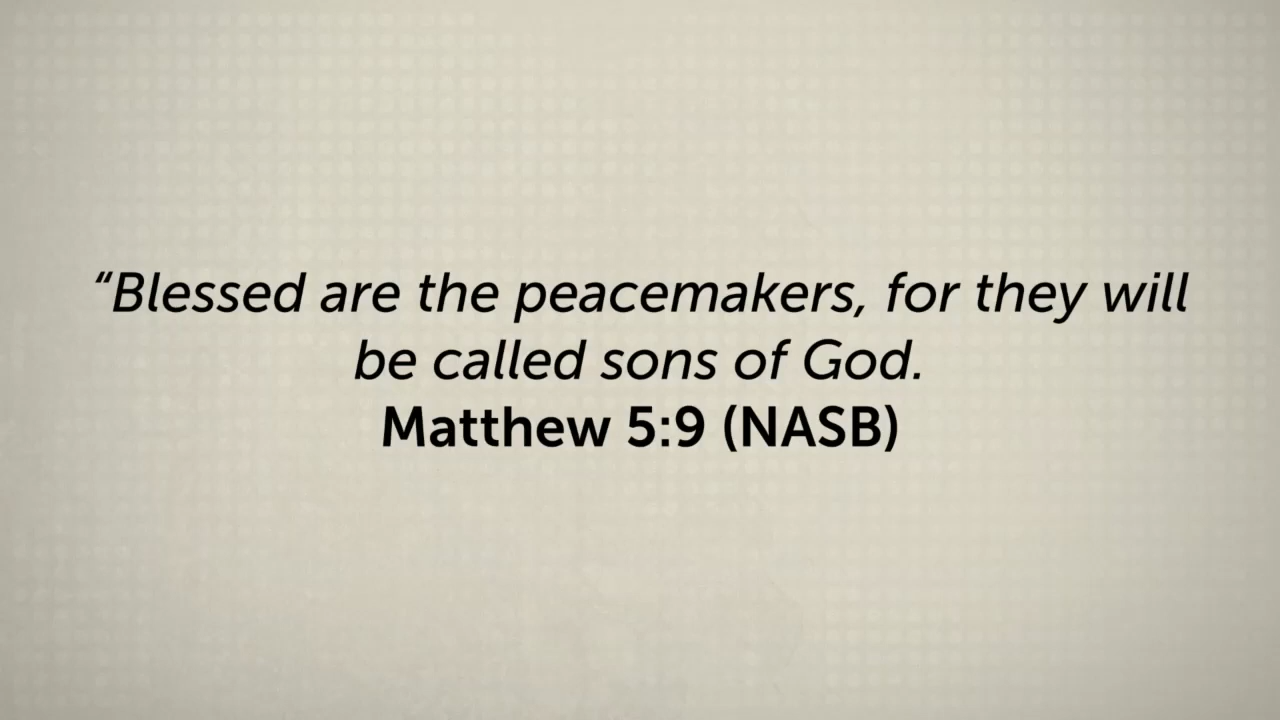 “Blessed are the peacemakers, for they will
be called sons of God.
Matthew 5:9 (NASB)